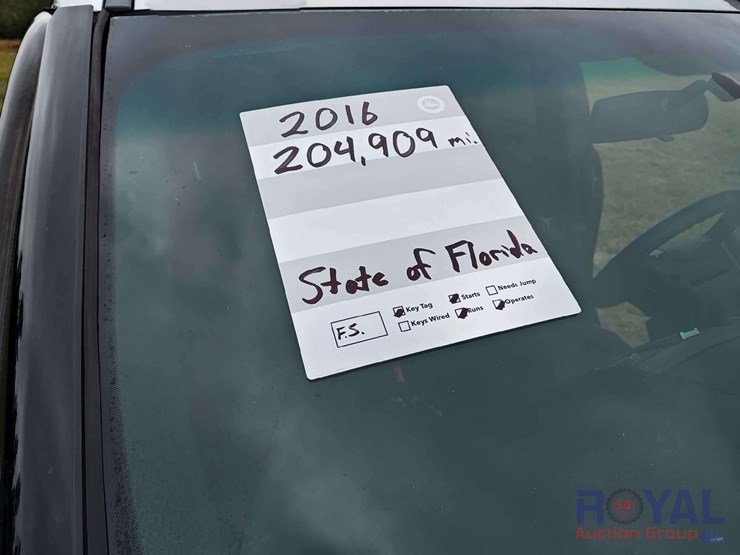 2016
204,909 mi.
State of Florida
F.S.
Key Tag Starts Needs Jump
Keys Wired Runs Operates
ROYAL
Auction Group